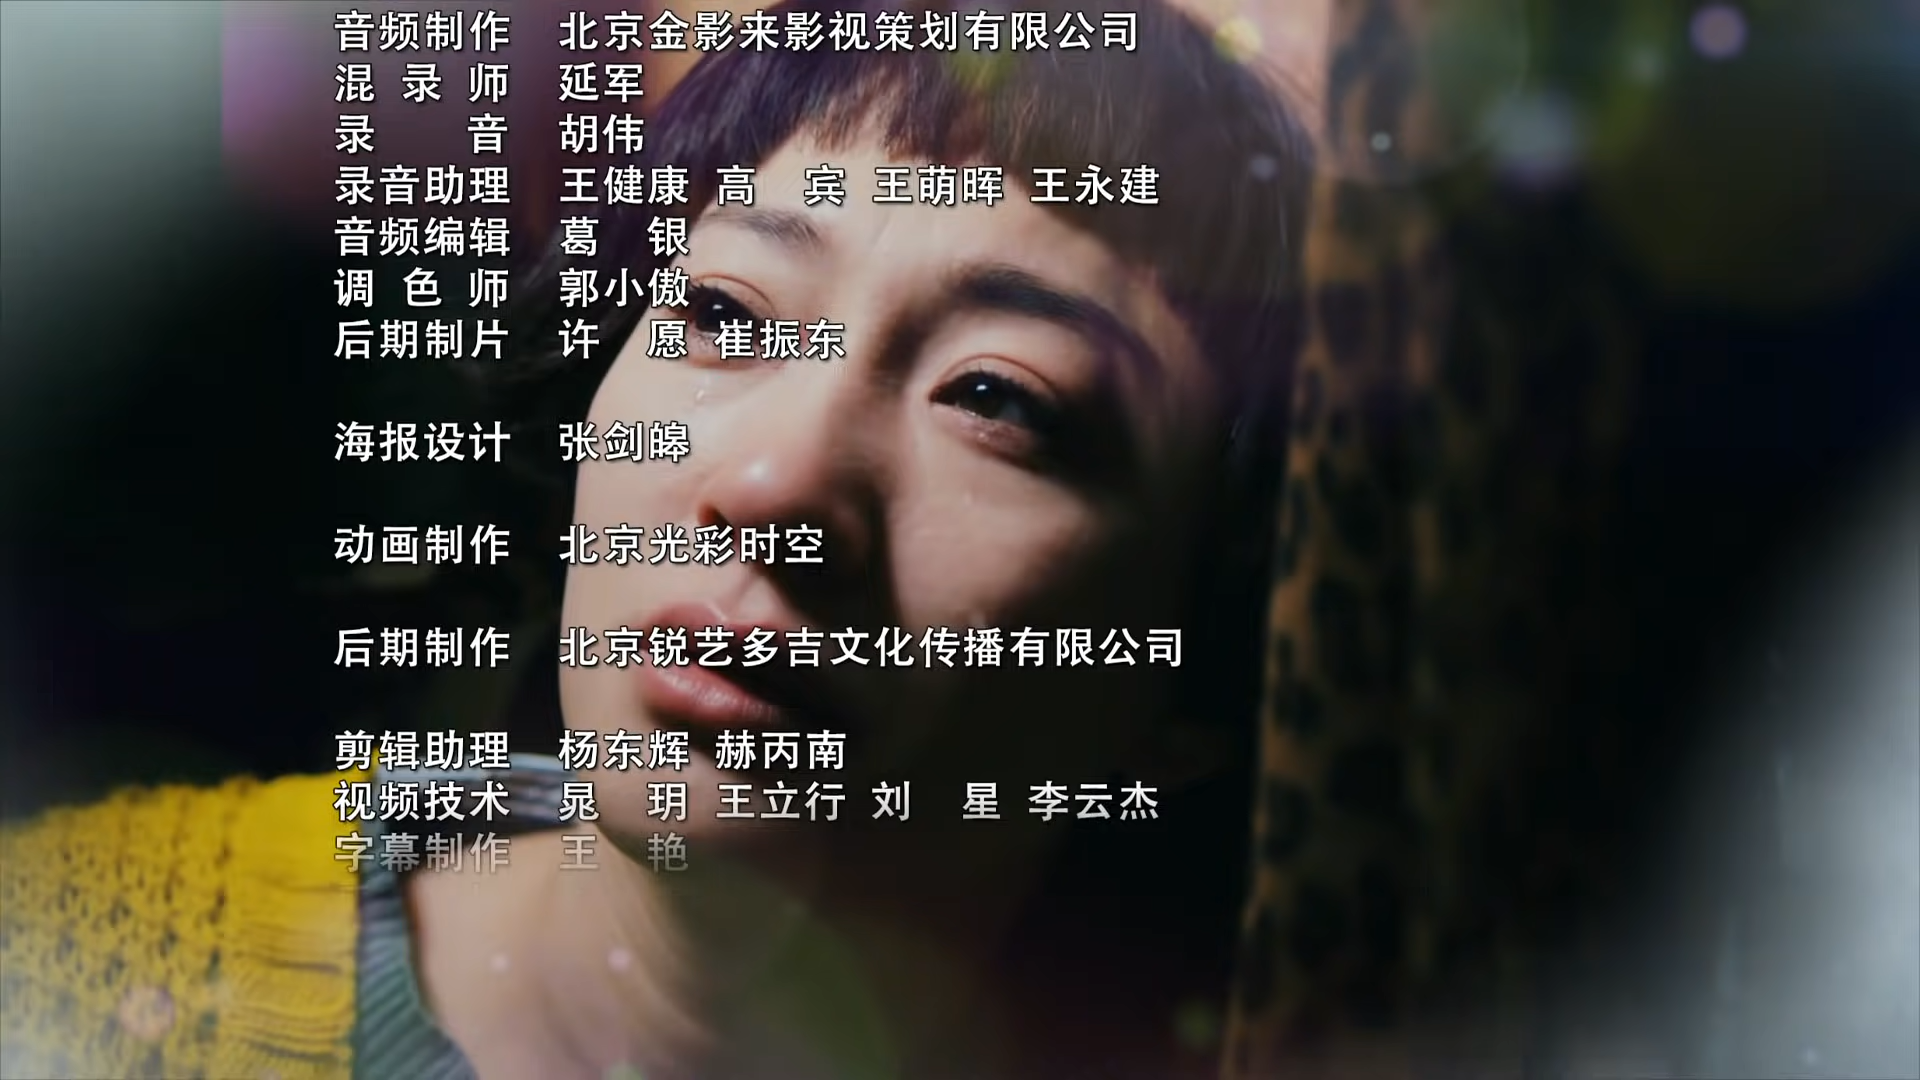 音频制作 北京金影来影视策划有限公司
混录师 延军
录音 胡伟
录音助理 王健康 高宾 王萌晖 王永建
音频编辑 葛银
调色师 郭小傲
后期制片 许愿 崔振东
海报设计 张剑皞
动画制作 北京光彩时空
后期制作 北京锐艺多吉文化传播有限公司
剪辑助理 杨东辉 赫丙南
视频技术 晁玥 王立行 刘星 李云杰
字幕制作 王艳